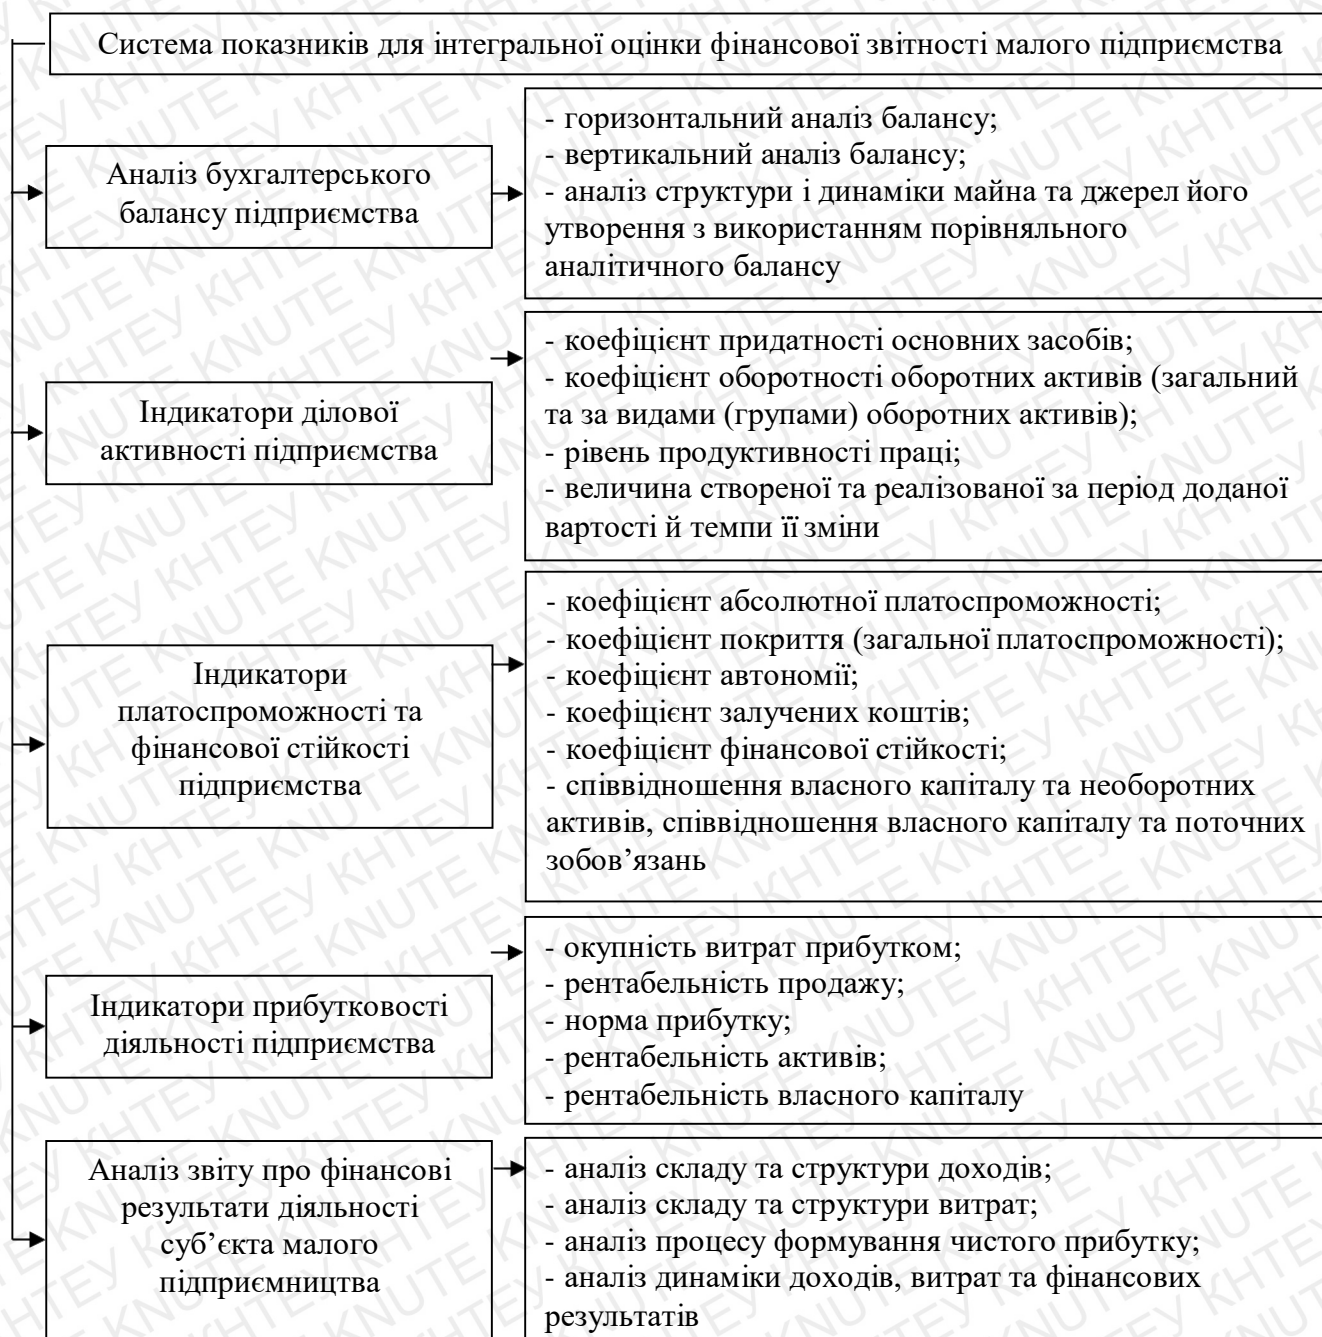 Система показників для інтегральної оцінки фінансової звітності малого підприємства
Аналіз бухгалтерського
балансу підприємства
- горизонтальний аналіз балансу;
- вертикальний аналіз балансу;
- аналіз структури і динаміки майна та джерел його
утворення з використанням порівняльного
аналітичного балансу
Індикатори ділової
активності підприємства
- коефіцієнт придатності основних засобів;
- коефіцієнт оборотності оборотних активів (загальний
та за видами (групами) оборотних активів);
- рівень продуктивності праці;
- величина створеної та реалізованої за період доданої
вартості й темпи її зміни
Індикатори
платоспроможності та
фінансової стійкості
підприємства
- коефіцієнт абсолютної платоспроможності;
- коефіцієнт покриття (загальної платоспроможності);
- коефіцієнт автономії;
- коефіцієнт залучених коштів;
- коефіцієнт фінансової стійкості;
- співвідношення власного капіталу та необоротних
активів, співвідношення власного капіталу та поточних
зобов’язань
Індикатори прибутковості
діяльності підприємства
- окупність витрат прибутком;
- рентабельність продажу;
- норма прибутку;
- рентабельність активів;
- рентабельність власного капіталу
Аналіз звіту про фінансові
результати діяльності
суб’єкта малого
підприємництва
- аналіз складу та структури доходів;
- аналіз складу та структури витрат;
- аналіз процесу формування чистого прибутку;
- аналіз динаміки доходів, витрат та фінансових
результатів